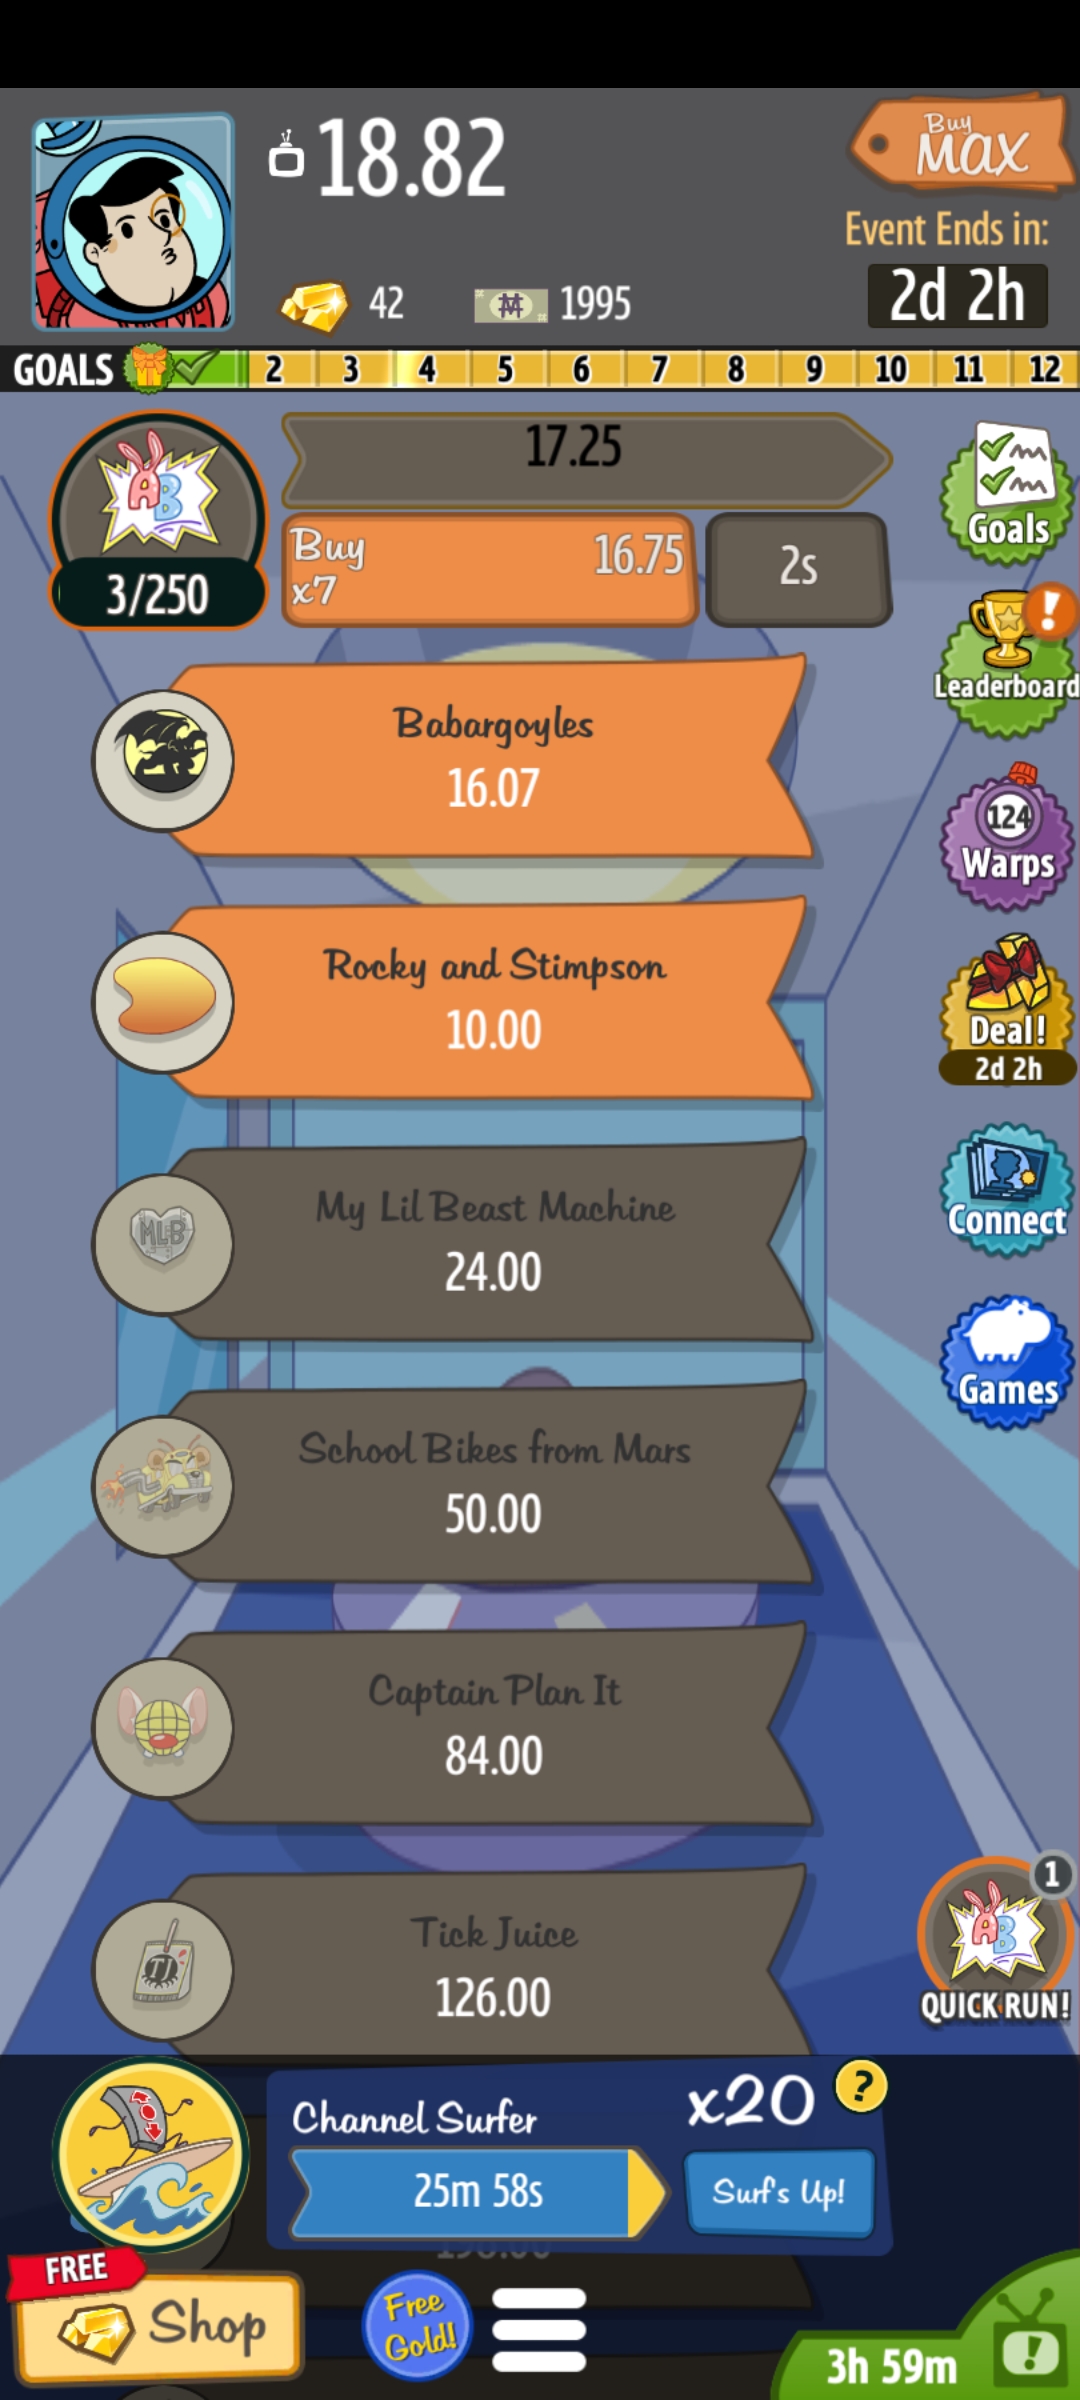 18.82
Buy
MAX
Event Ends in:
42
1995
2d 2h
GOALS 2 3 4 5 6 7 8 9 10 11 12
AB
17.25
Buy
x7
16.75
2s
3/250
Goals
Leaderboard
Babargoyles
16.07
124
Warps
Rocky and Stimpson
10.00
Deal!
2d 2h
MLB
My Lil Beast Machine
24.00
Connect
School Bikes from Mars
50.00
Games
Captain Plan It
84.00
TJ
Tick Juice
126.00
1
AB
QUICK RUN!
Channel Surfer
x20
?
25m 58s
Surf's Up!
FREE
Shop
Free
Gold!
3h 59m